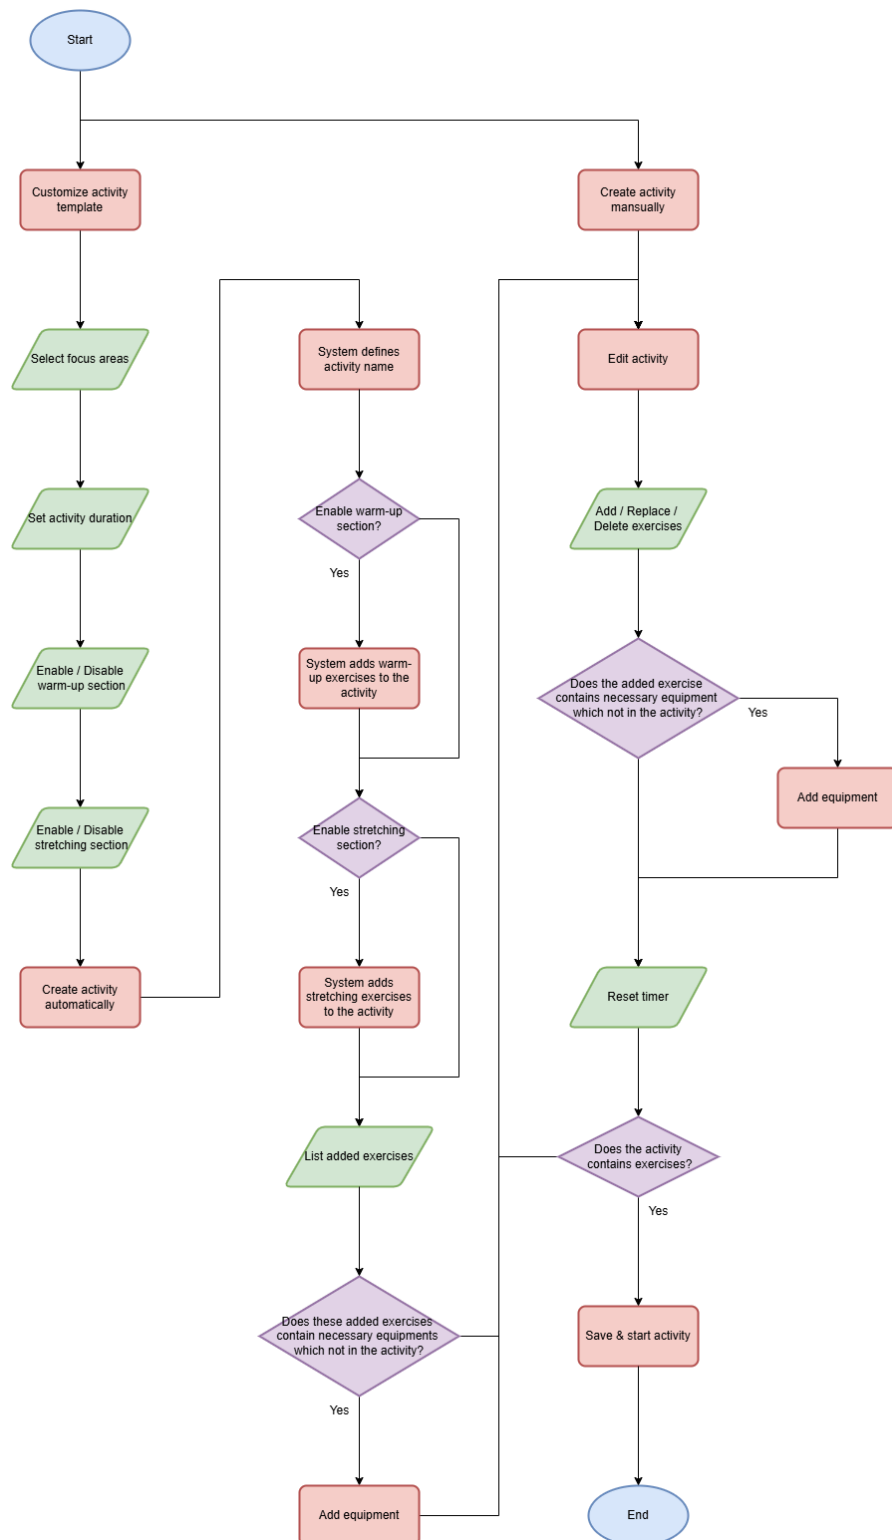 Start
Customize activity
template
Create activity
mansually
Select focus areas
System defines
activity name
Edit activity
Set activity duration
Enable warm-up
section?
Add / Replace /
Delete exercises
Yes
Enable / Disable
warm-up section
System adds warm-
up exercises to the
activity
Does the added exercise
contains necessary equipment
which not in the activity?
Yes
Add equipment
Enable / Disable
stretching section
Enable stretching
section?
Yes
Create activity
automatically
System adds
stretching exercises
to the activity
Reset timer
List added exercises
Does the activity
contains exercises?
Yes
Does these added exercises
contain necessary equipments
which not in the activity?
Save & start activity
Yes
Add equipment
End